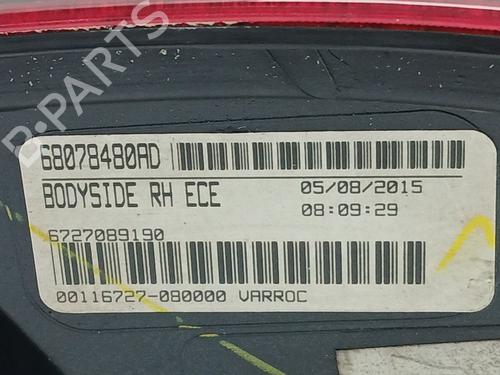 68078480AD
BODYSIDE RH ECE 05/08/2015
08:09:29
6727089190
00116727-080000 VARROC
B-PARTS